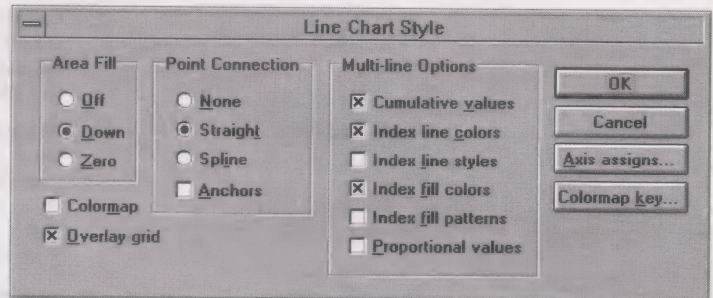 Line Chart Style
Area Fill
Off
Down
Zero
Colormap
Overlay grid
Point Connection
None
Straight
Spline
Anchors
Multi-line Options
Cumulative values
Index line colors
Index line styles
Index fill colors
Index fill patterns
Proportional values
OK
Cancel
Axis assigns...
Colormap key...